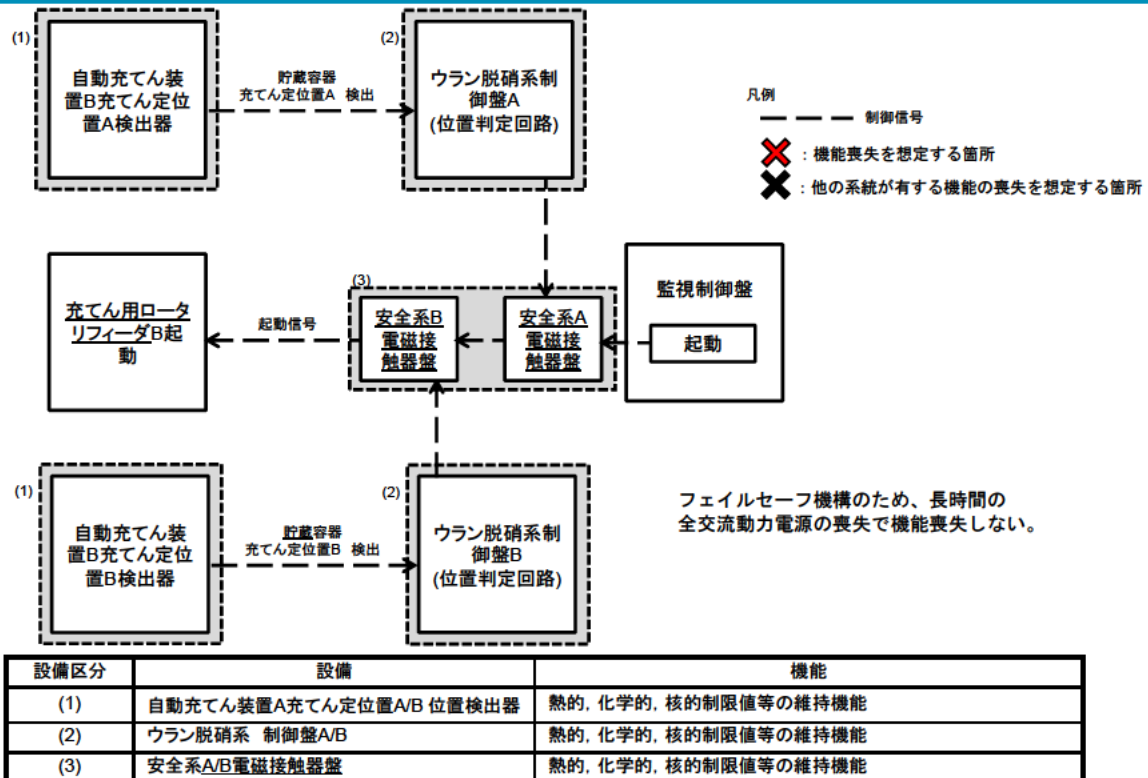 (1)
自動充てん装
置B充てん定位
置A検出器
貯蔵容器
充てん定位置A 検出
(2)
ウラン脱硝系制
御盤A
(位置判定回路)
凡例
制御信号
：機能喪失を想定する箇所
：他の系統が有する機能の喪失を想定する箇所
充てん用ロータ
リフィーダB起
動
起動信号
(3)
安全系B
電磁接
触器盤
安全系A
電磁接
触器盤
監視制御盤
起動
(1)
自動充てん装
置B充てん定位
置B検出器
貯蔵容器
充てん定位置B 検出
(2)
ウラン脱硝系制
御盤B
(位置判定回路)
フェイルセーフ機構のため、長時間の
全交流動力電源の喪失で機能喪失しない。
設備区分 設備 機能
(1) 自動充てん装置A充てん定位置A/B 位置検出器 熱的, 化学的, 核的制限値等の維持機能
(2) ウラン脱硝系 制御盤A/B 熱的, 化学的, 核的制限値等の維持機能
(3) 安全系A/B電磁接触器盤 熱的, 化学的, 核的制限値等の維持機能